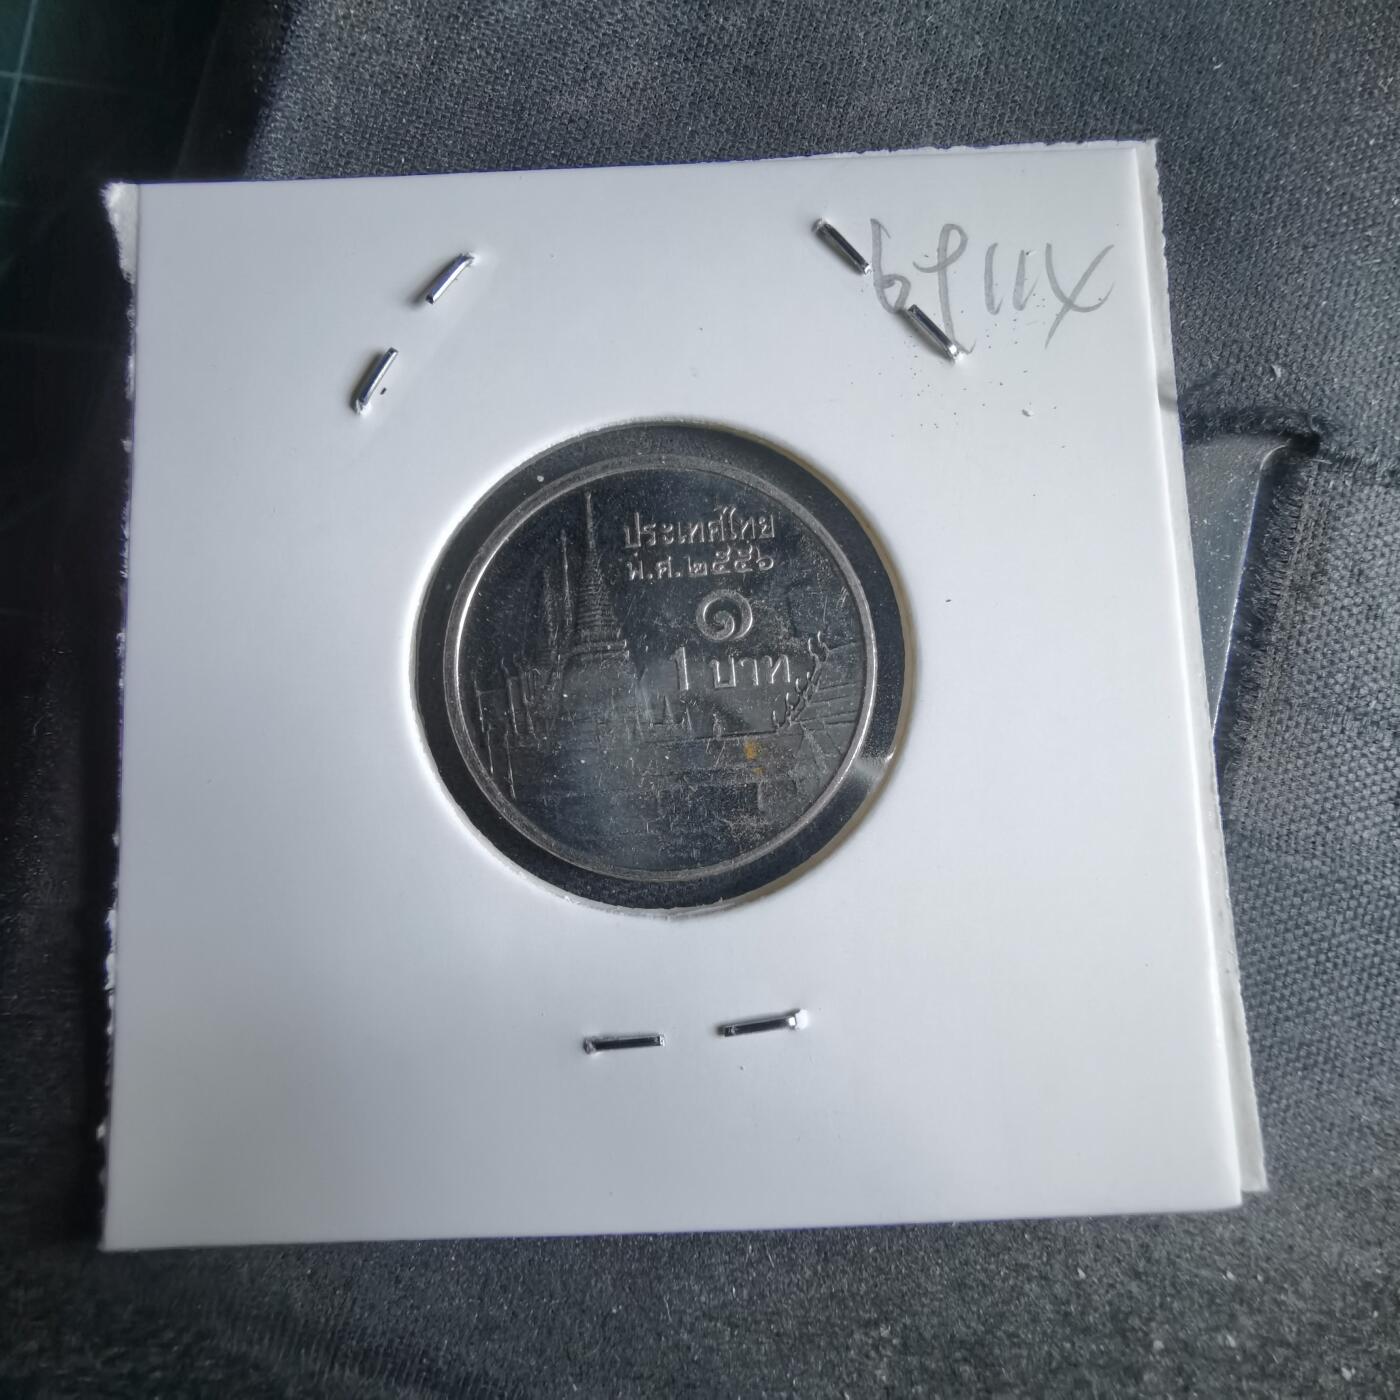 ประเทศไทย
พ.ศ.๒๕๕๖
๑
1 บาท